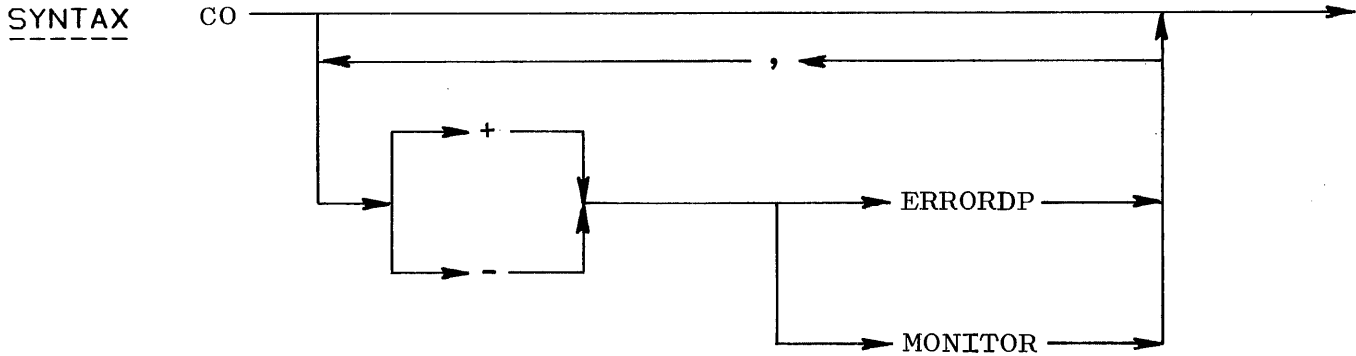 SYNTAX CO
,
+
ERRORDP
-
MONITOR